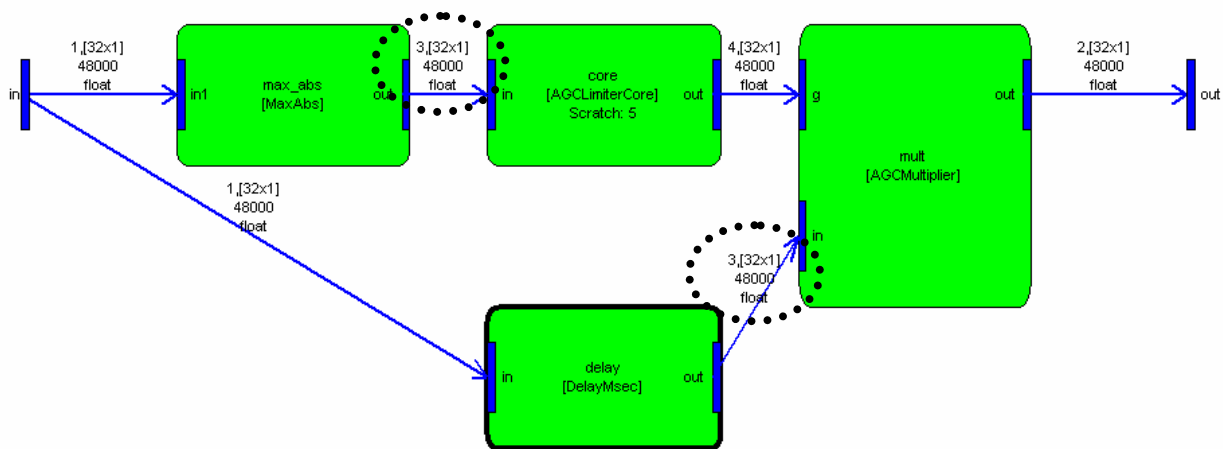 1,[32x1]
48000
float
in
in1
max_abs
[MaxAbs]
out
3,[32x1]
48000
float
in
core
[AGCLimiterCore]
Scratch: 5
out
4,[32x1]
48000
float
g
mult
[AGCMultiplier]
in
out
2,[32x1]
48000
float
out
1,[32x1]
48000
float
in
delay
[DelayMsec]
out
3,[32x1]
48000
float